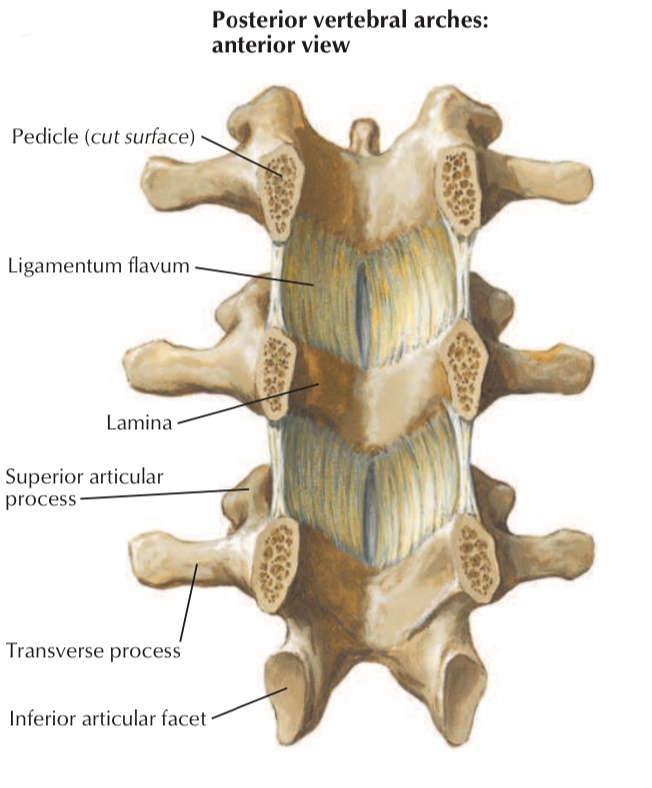 Posterior vertebral arches:
anterior view
Pedicle (cut surface)
Ligamentum flavum
Lamina
Superior articular
process
Transverse process
Inferior articular facet